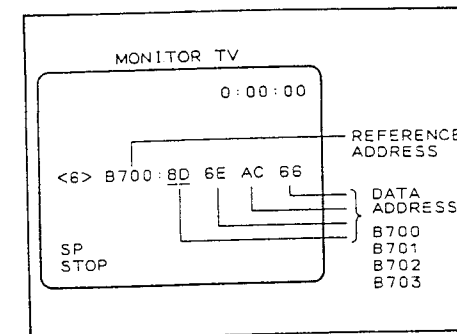 MONITOR TV
0:00:00
REFERENCE
ADDRESS
<6> B700:8D 6E AC 66
DATA
ADDRESS
B700
B701
B702
B703
SP
STOP